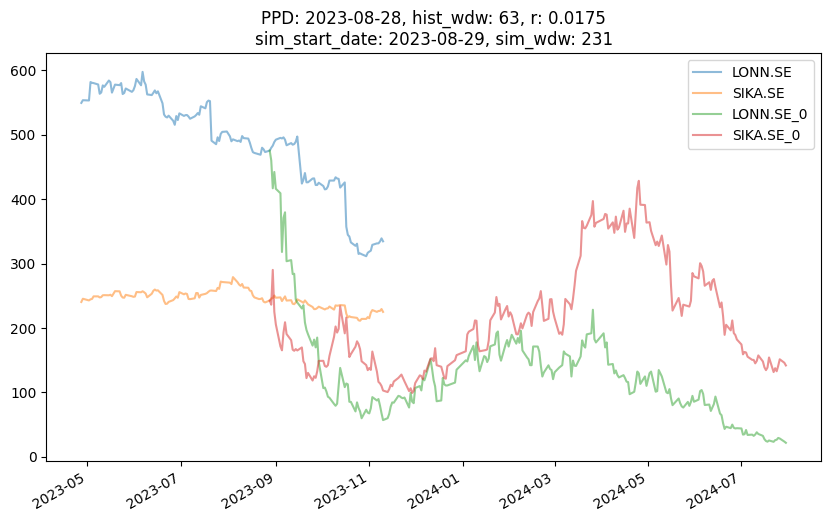 PPD: 2023-08-28, hist_wdw: 63, r: 0.0175
sim_start_date: 2023-08-29, sim_wdw: 231
LONN.SE
SIKA.SE
LONN.SE_0
SIKA.SE_0
600
500
400
300
200
100
0
2023-05
2023-07
2023-09
2023-11
2024-01
2024-03
2024-05
2024-07